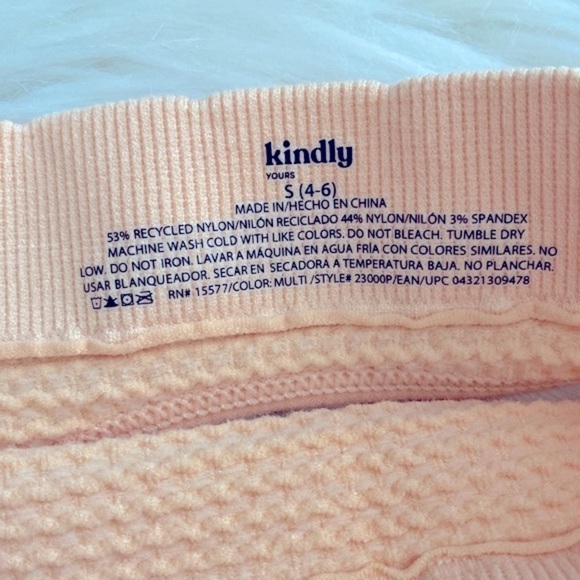 kindly
YOURS
S (4-6)
MADE IN/HECHO EN CHINA
53% RECYCLED NYLON/NILÓN RECICLADO 44% NYLON/NILÓN 3% SPANDEX
MACHINE WASH COLD WITH LIKE COLORS. DO NOT BLEACH. TUMBLE DRY
LOW. DO NOT IRON. LAVAR A MÁQUINA EN AGUA FRÍA CON COLORES SIMILARES. NO
USAR BLANQUEADOR. SECAR EN SECADORA A TEMPERATURA BAJA. NO PLANCHAR.
RN# 15577/COLOR: MULTI /STYLE# 23000P/EAN/UPC 04321309478